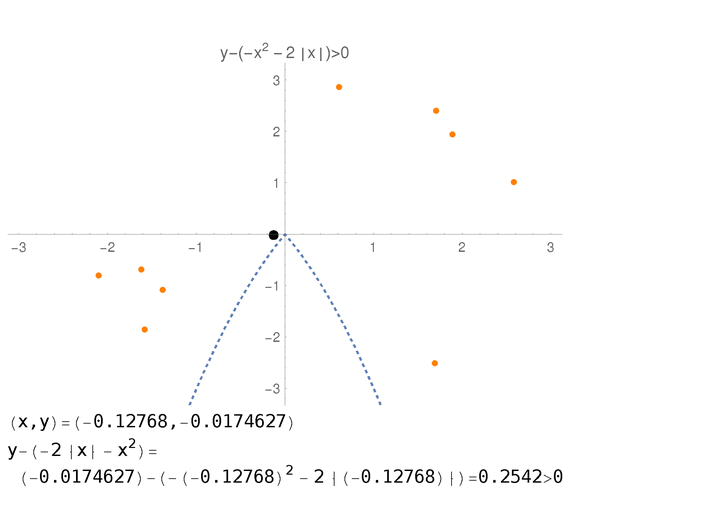 y−(−x² − 2 |x|)>0
3
2
1
−3 −2 −1 1 2 3
−1
−2
−3
(x,y)=(−0.12768,−0.0174627)
y−(−2 |x| − x²)=
(−0.0174627)−(−(−0.12768)² − 2 |(−0.12768)|)=0.2542>0